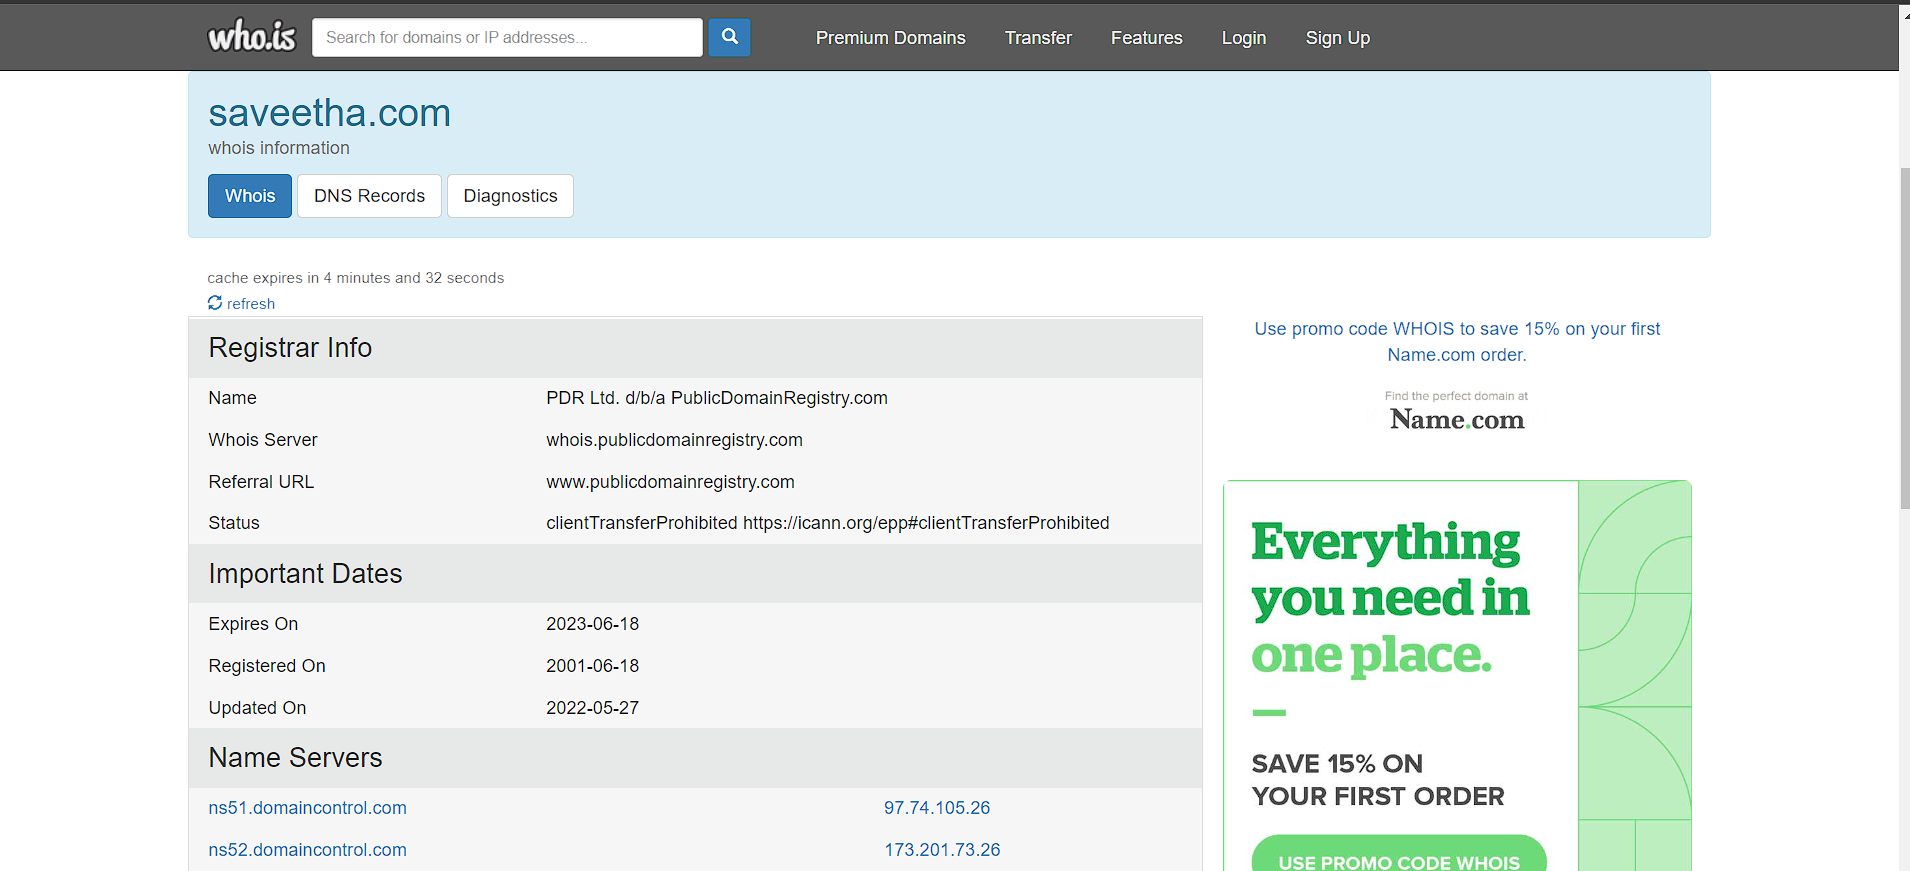 who.is
Search for domains or IP addresses...
Premium Domains
Transfer
Features
Login
Sign Up
saveetha.com
whois information
Whois
DNS Records
Diagnostics
cache expires in 4 minutes and 32 seconds
refresh
Registrar Info
Name PDR Ltd. d/b/a PublicDomainRegistry.com
Whois Server whois.publicdomainregistry.com
Referral URL www.publicdomainregistry.com
Status clientTransferProhibited https://icann.org/epp#clientTransferProhibited
Important Dates
Expires On 2023-06-18
Registered On 2001-06-18
Updated On 2022-05-27
Name Servers
ns51.domaincontrol.com 97.74.105.26
ns52.domaincontrol.com 173.201.73.26
Use promo code WHOIS to save 15% on your first
Name.com order.
Find the perfect domain at
Name.com
Everything
you need in
one place.
SAVE 15% ON
YOUR FIRST ORDER
USE PROMO CODE WHOIS